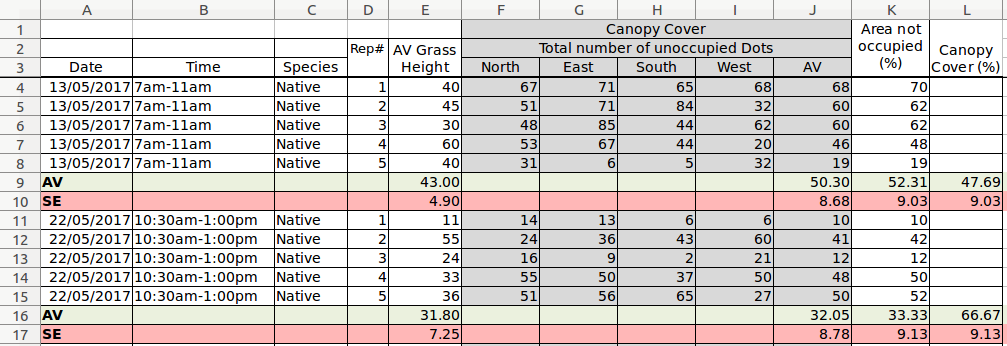 A B C D E F G H I J K L
1 Canopy Cover Area not
2 Rep# AV Grass Total number of unoccupied Dots occupied Canopy
3 Date Time Species Height North East South West AV (%) Cover (%)
4 13/05/2017 7am-11am Native 1 40 67 71 65 68 68 70
5 13/05/2017 7am-11am Native 2 45 51 71 84 32 60 62
6 13/05/2017 7am-11am Native 3 30 48 85 44 62 60 62
7 13/05/2017 7am-11am Native 4 60 53 67 44 20 46 48
8 13/05/2017 7am-11am Native 5 40 31 6 5 32 19 19
9 AV 43.00 50.30 52.31 47.69
10 SE 4.90 8.68 9.03 9.03
11 22/05/2017 10:30am-1:00pm Native 1 11 14 13 6 6 10 10
12 22/05/2017 10:30am-1:00pm Native 2 55 24 36 43 60 41 42
13 22/05/2017 10:30am-1:00pm Native 3 24 16 9 2 21 12 12
14 22/05/2017 10:30am-1:00pm Native 4 33 55 50 37 50 48 50
15 22/05/2017 10:30am-1:00pm Native 5 36 51 56 65 27 50 52
16 AV 31.80 32.05 33.33 66.67
17 SE 7.25 8.78 9.13 9.13